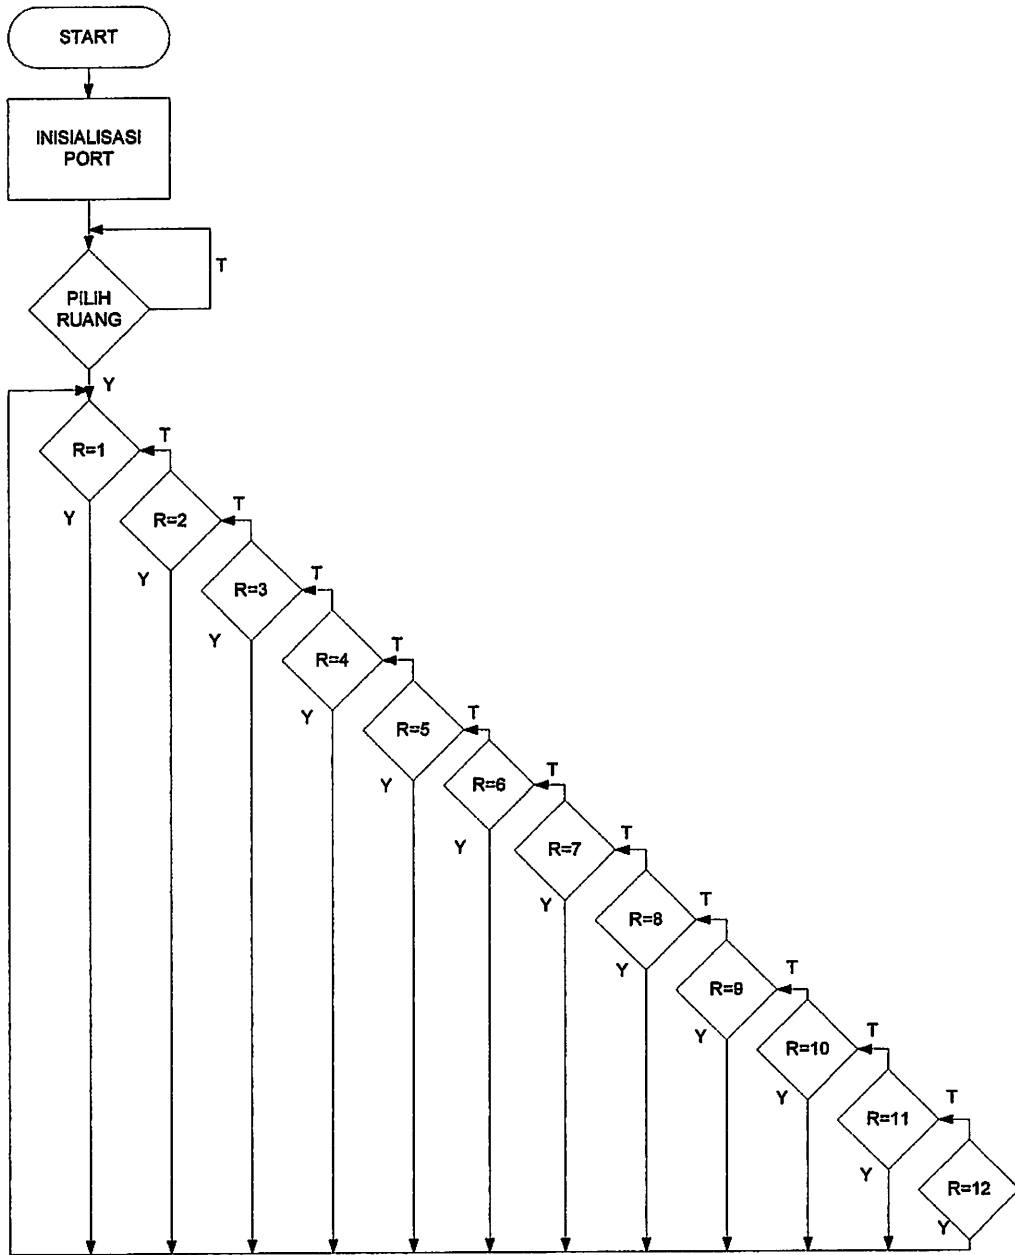 START
INISIALISASI
PORT
T
PILIH
RUANG
Y
R=1
T
Y
R=2
T
Y
R=3
T
Y
R=4
T
Y
R=5
T
Y
R=6
T
Y
R=7
T
Y
R=8
T
Y
R=9
T
Y
R=10
T
Y
R=11
T
Y
R=12
Y